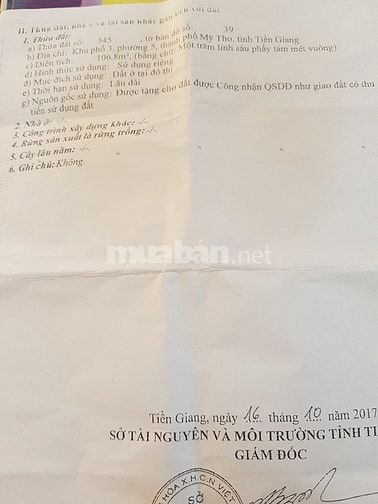 II. Thửa đất, nhà ở và tài sản khác gắn liền với đất
1. Thửa đất:
a) Thửa đất số: 545 , tờ bản đồ số: 39
b) Địa chỉ: Khu phố 3, phường 5, thành phố Mỹ Tho, tỉnh Tiền Giang
c) Diện tích: 106,8m², (bằng chữ: Một trăm linh sáu phẩy tám mét vuông)
d) Hình thức sử dụng: Sử dụng riêng
đ) Mục đích sử dụng: Đất ở tại đô thị
e) Thời hạn sử dụng: Lâu dài
g) Nguồn gốc sử dụng: Được tặng cho đất được Công nhận QSDĐ như giao đất có thu
tiền sử dụng đất
2. Nhà ở: -/-.
3. Công trình xây dựng khác: -/-.
4. Rừng sản xuất là rừng trồng: -/-.
5. Cây lâu năm: -/-.
6. Ghi chú: Không.
muaban.net
Tiền Giang, ngày 16 tháng 10 năm 2017
SỞ TÀI NGUYÊN VÀ MÔI TRƯỜNG TỈNH TI
GIÁM ĐỐC
HÒA X.H.C.N VIỆT
SỞ